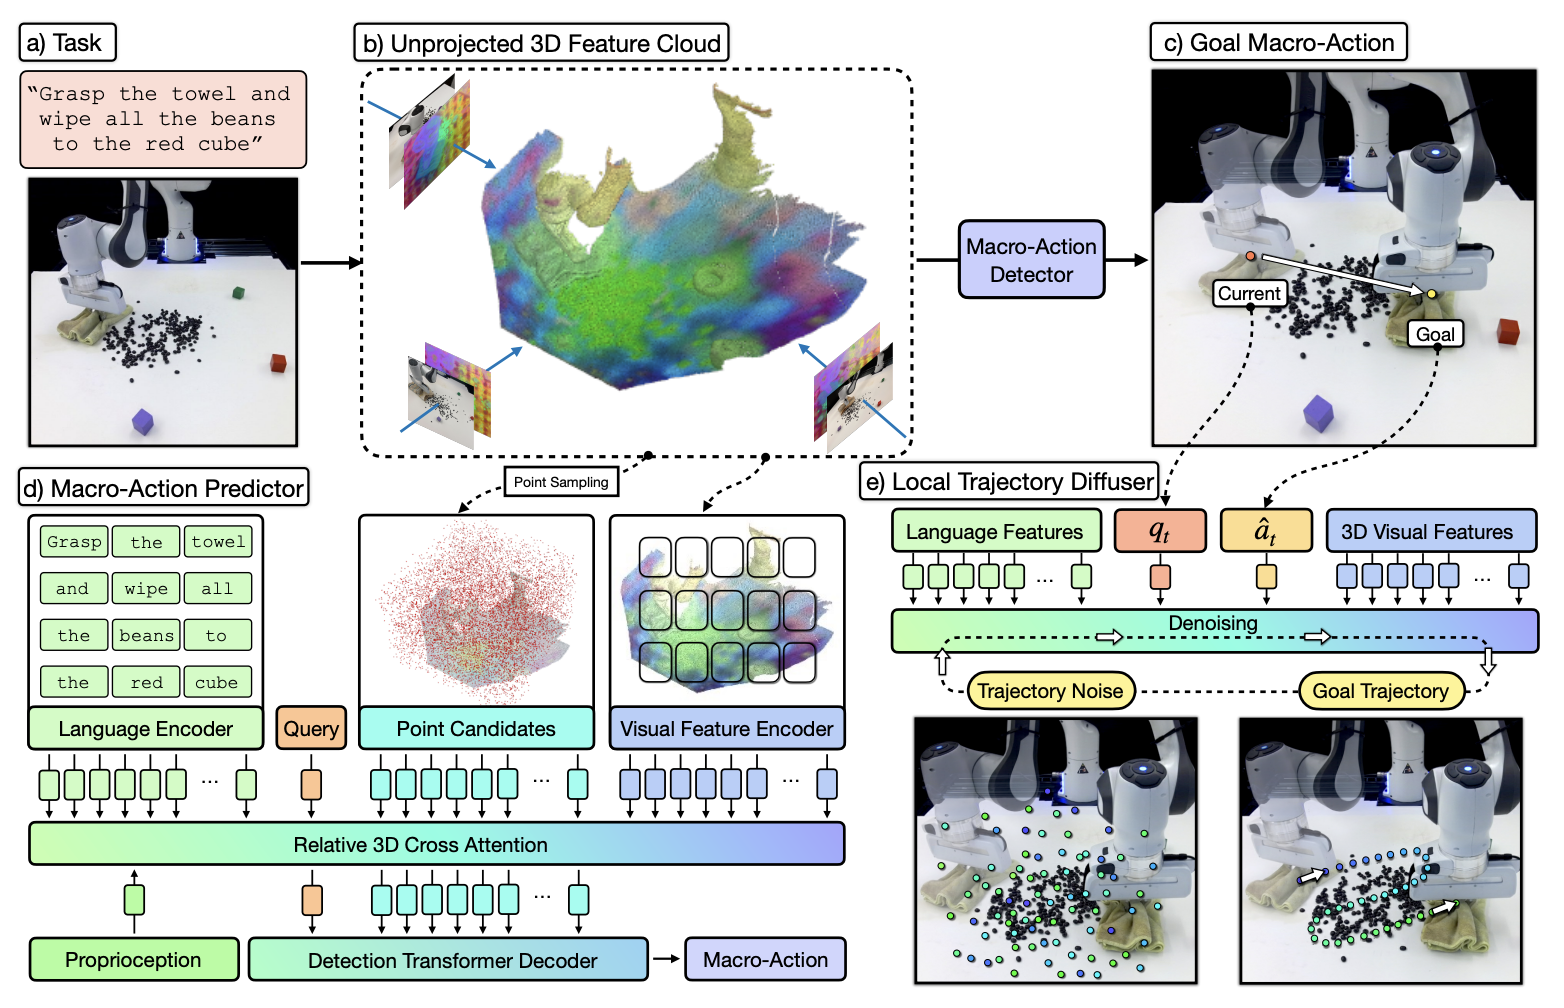 a) Task
“Grasp the towel and
wipe all the beans
to the red cube”
b) Unprojected 3D Feature Cloud
Macro-Action
Detector
c) Goal Macro-Action
Current
Goal
d) Macro-Action Predictor
Point Sampling
Grasp the towel
and wipe all
the beans to
the red cube
Language Encoder
Query
Point Candidates
Visual Feature Encoder
...
...
...
Relative 3D Cross Attention
...
Proprioception
Detection Transformer Decoder
Macro-Action
e) Local Trajectory Diffuser
Language Features
q_t
â_t
3D Visual Features
...
...
Denoising
Trajectory Noise
Goal Trajectory